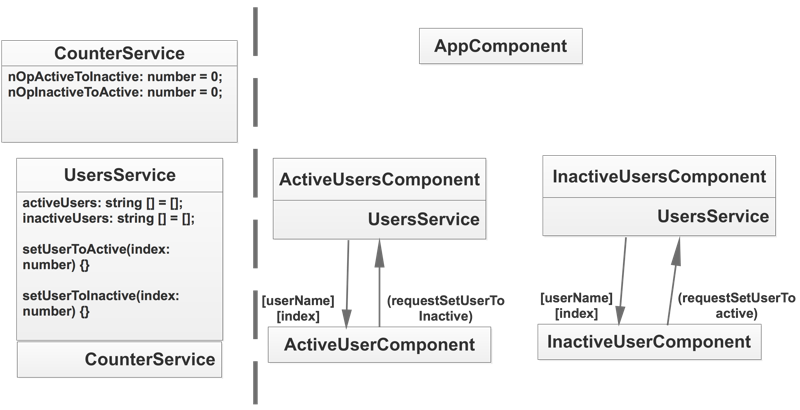 CounterService
nOpActiveToInactive: number = 0;
nOpInactiveToActive: number = 0;
UsersService
activeUsers: string [] = [];
inactiveUsers: string [] = [];
setUserToActive(index:
number) {}
setUserToInactive(index:
number) {}
CounterService
AppComponent
ActiveUsersComponent
UsersService
[userName]
[index]
(requestSetUserTo
Inactive)
ActiveUserComponent
InactiveUsersComponent
UsersService
[userName]
[index]
(requestSetUserTo
active)
InactiveUserComponent